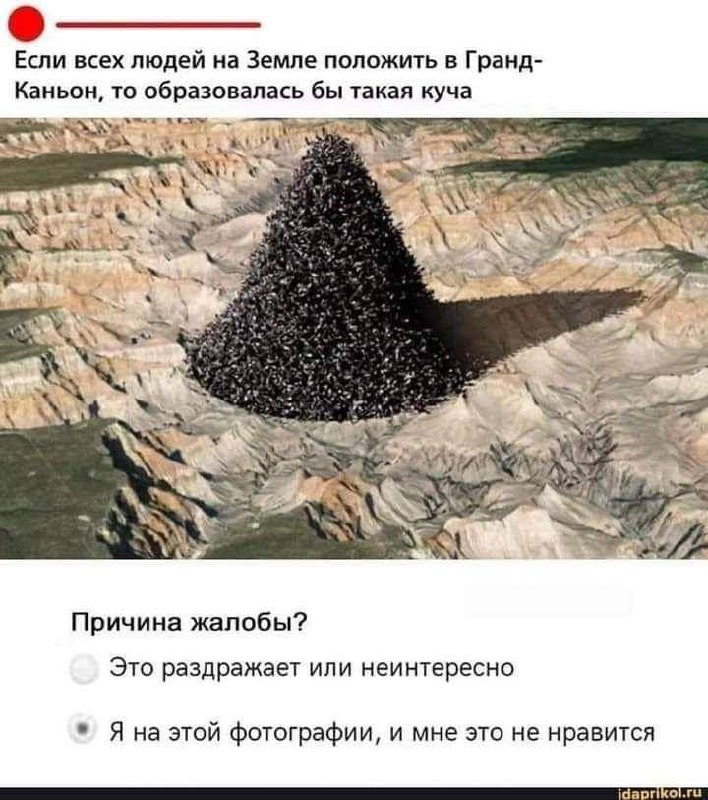 Если всех людей на Земле положить в Гранд-
Каньон, то образовалась бы такая куча
Причина жалобы?
Это раздражает или неинтересно
Я на этой фотографии, и мне это не нравится
idaprikol.ru